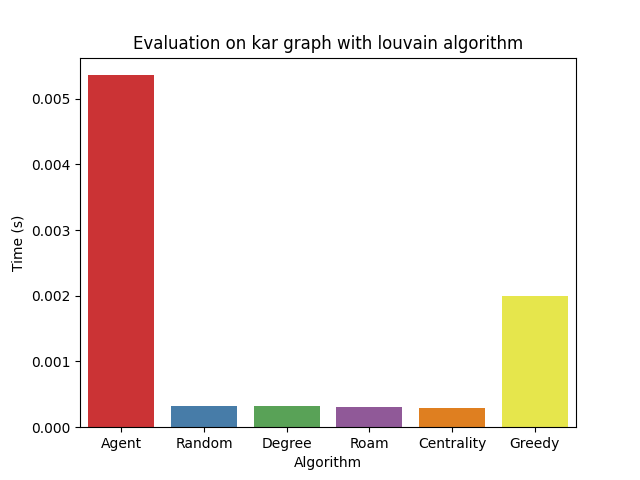 Evaluation on kar graph with louvain algorithm
Time (s)
0.005
0.004
0.003
0.002
0.001
0.000
Agent Random Degree Roam Centrality Greedy
Algorithm